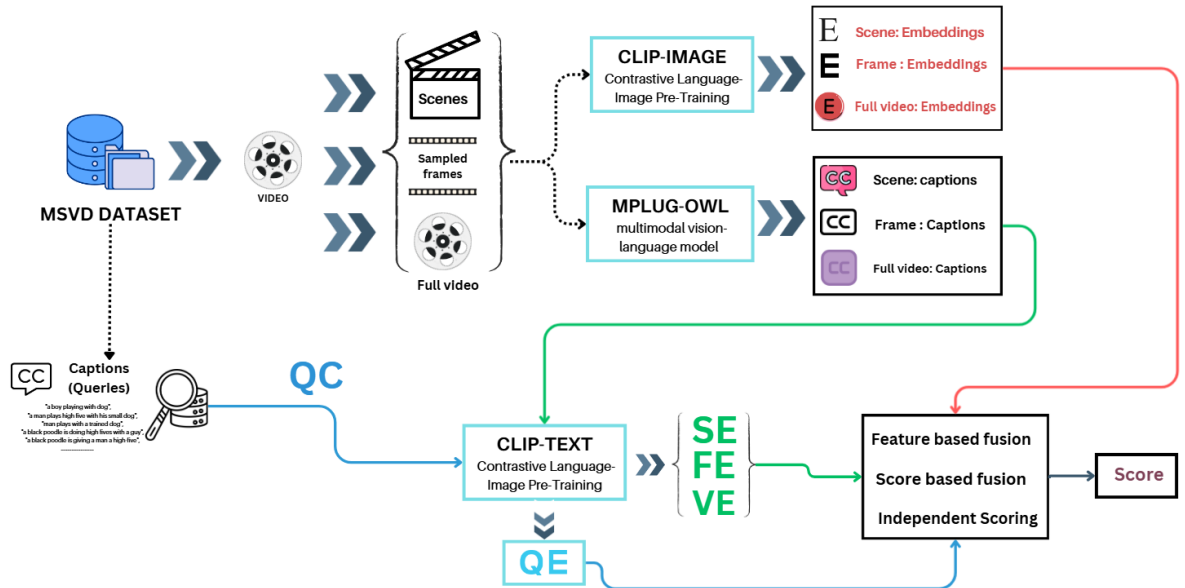 MSVD DATASET
VIDEO
Scenes
Sampled
frames
Full video
CLIP-IMAGE
Contrastive Language-
Image Pre-Training
MPLUG-OWL
multimodal vision-
language model
E Scene: Embeddings
E Frame : Embeddings
E Full video: Embeddings
CC Scene: captions
CC Frame : Captions
CC Full video: Captions
CC
Captions
(Queries)
"a boy playing with dog",
"a man plays high five with his small dog",
"man plays with a trained dog",
"a black poodle is doing high fives with a guy".
"a black poodle is giving a man a high-five",
QC
CLIP-TEXT
Contrastive Language-
Image Pre-Training
QE
SE
FE
VE
Feature based fusion
Score based fusion
Independent Scoring
Score